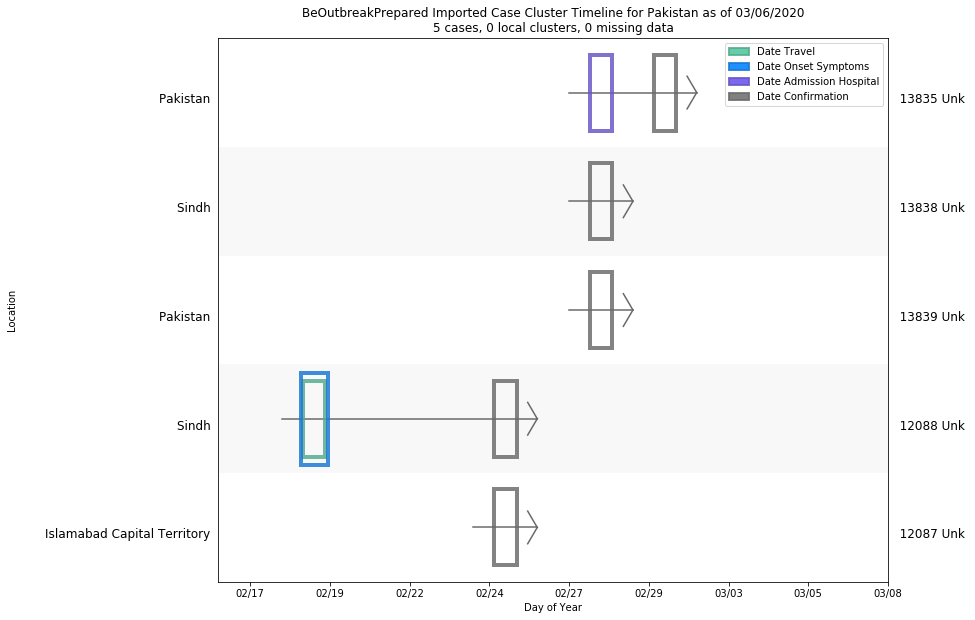 BeOutbreakPrepared Imported Case Cluster Timeline for Pakistan as of 03/06/2020
5 cases, 0 local clusters, 0 missing data
Date Travel
Date Onset Symptoms
Date Admission Hospital
Date Confirmation
Pakistan 13835 Unk
Sindh 13838 Unk
Pakistan 13839 Unk
Sindh 12088 Unk
Islamabad Capital Territory 12087 Unk
Location
02/17 02/19 02/22 02/24 02/27 02/29 03/03 03/05 03/08
Day of Year